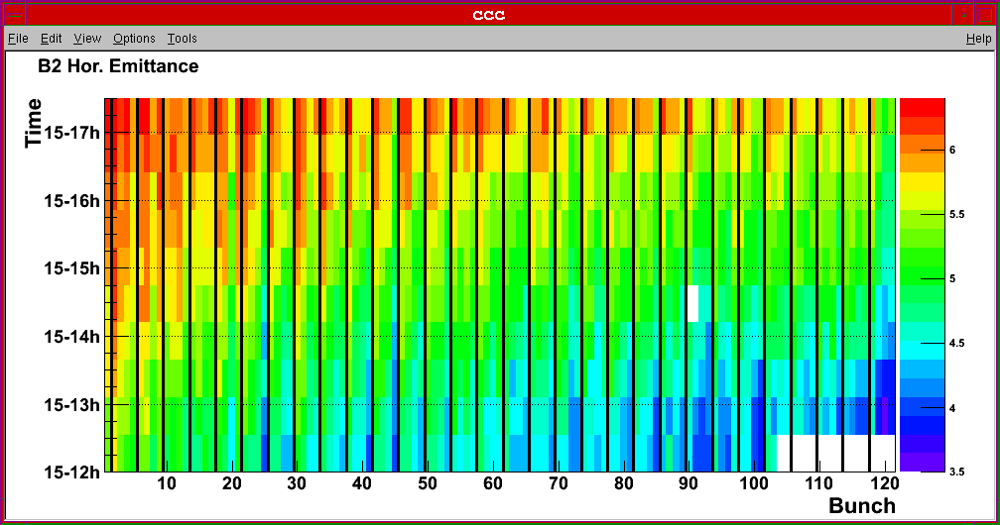 CCC
File Edit View Options Tools Help
B2 Hor. Emittance
Time
15-17h
15-16h
15-15h
15-14h
15-13h
15-12h
6
5.5
5
4.5
4
3.5
10 20 30 40 50 60 70 80 90 100 110 120
Bunch